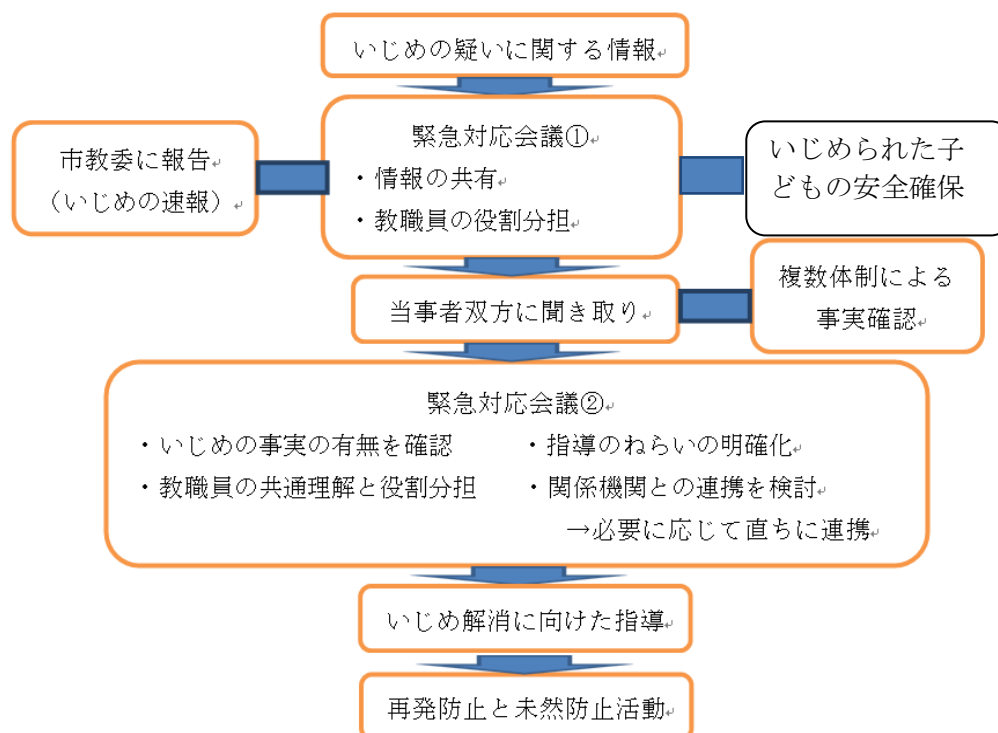 いじめの疑いに関する情報
緊急対応会議①
・情報の共有
・教職員の役割分担
市教委に報告
（いじめの速報）
いじめられた子
どもの安全確保
当事者双方に聞き取り
複数体制による
事実確認
緊急対応会議②
・いじめの事実の有無を確認
・指導のねらいの明確化
・教職員の共通理解と役割分担
・関係機関との連携を検討
→必要に応じて直ちに連携
いじめ解消に向けた指導
再発防止と未然防止活動